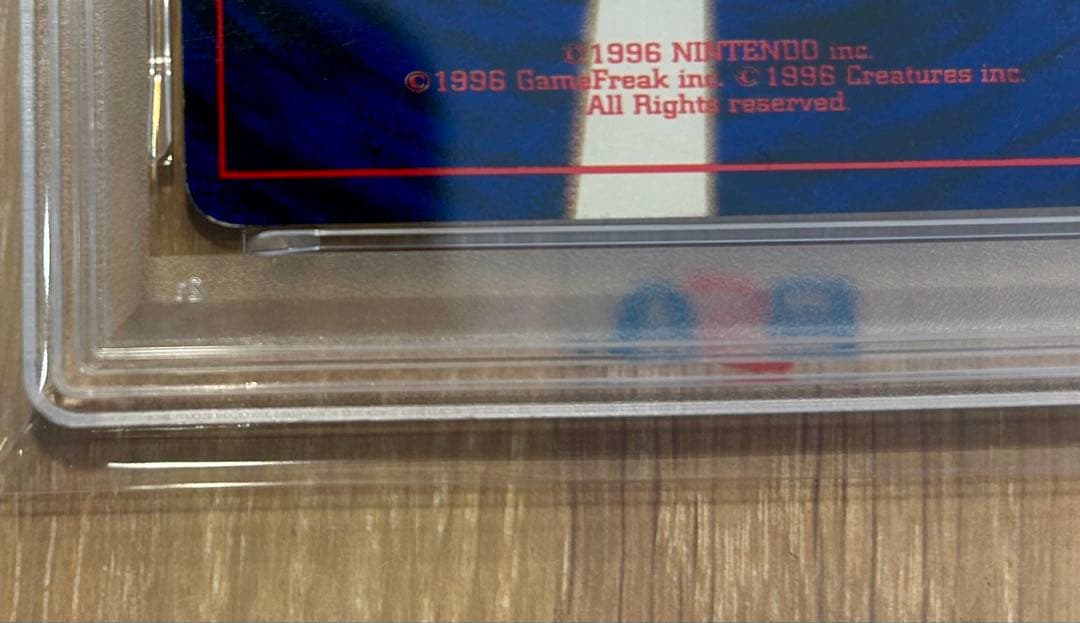 ©1996 NINTENDO inc.
©1996 GameFreak inc. ©1996 Creatures inc.
All Rights reserved.